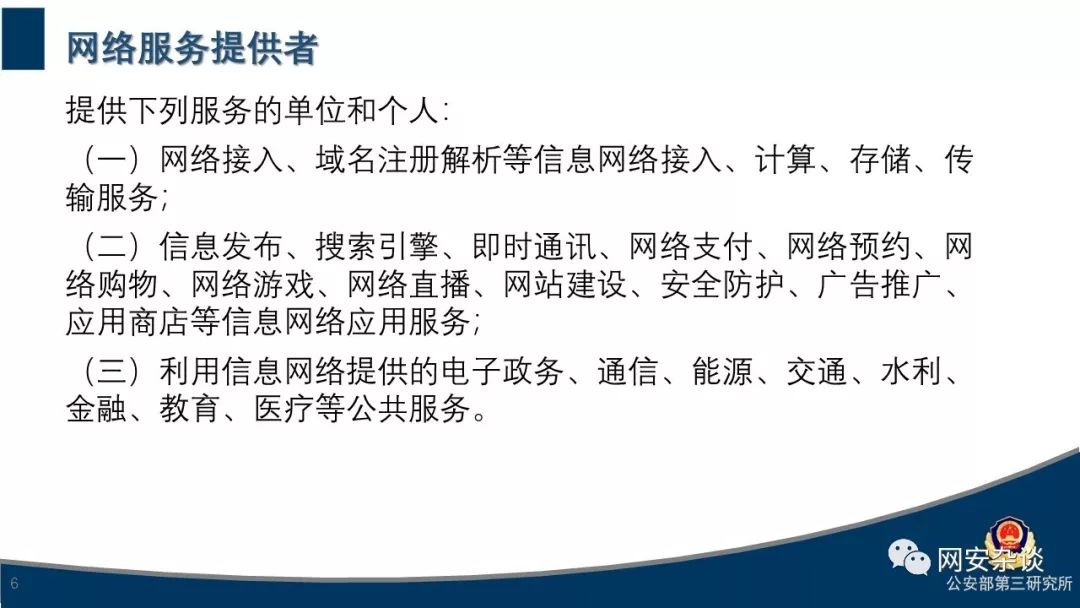 网络服务提供者
提供下列服务的单位和个人：
（一）网络接入、域名注册解析等信息网络接入、计算、存储、传
输服务；
（二）信息发布、搜索引擎、即时通讯、网络支付、网络预约、网
络购物、网络游戏、网络直播、网站建设、安全防护、广告推广、
应用商店等信息网络应用服务；
（三）利用信息网络提供的电子政务、通信、能源、交通、水利、
金融、教育、医疗等公共服务。
网安杂谈
公安部第三研究所
6